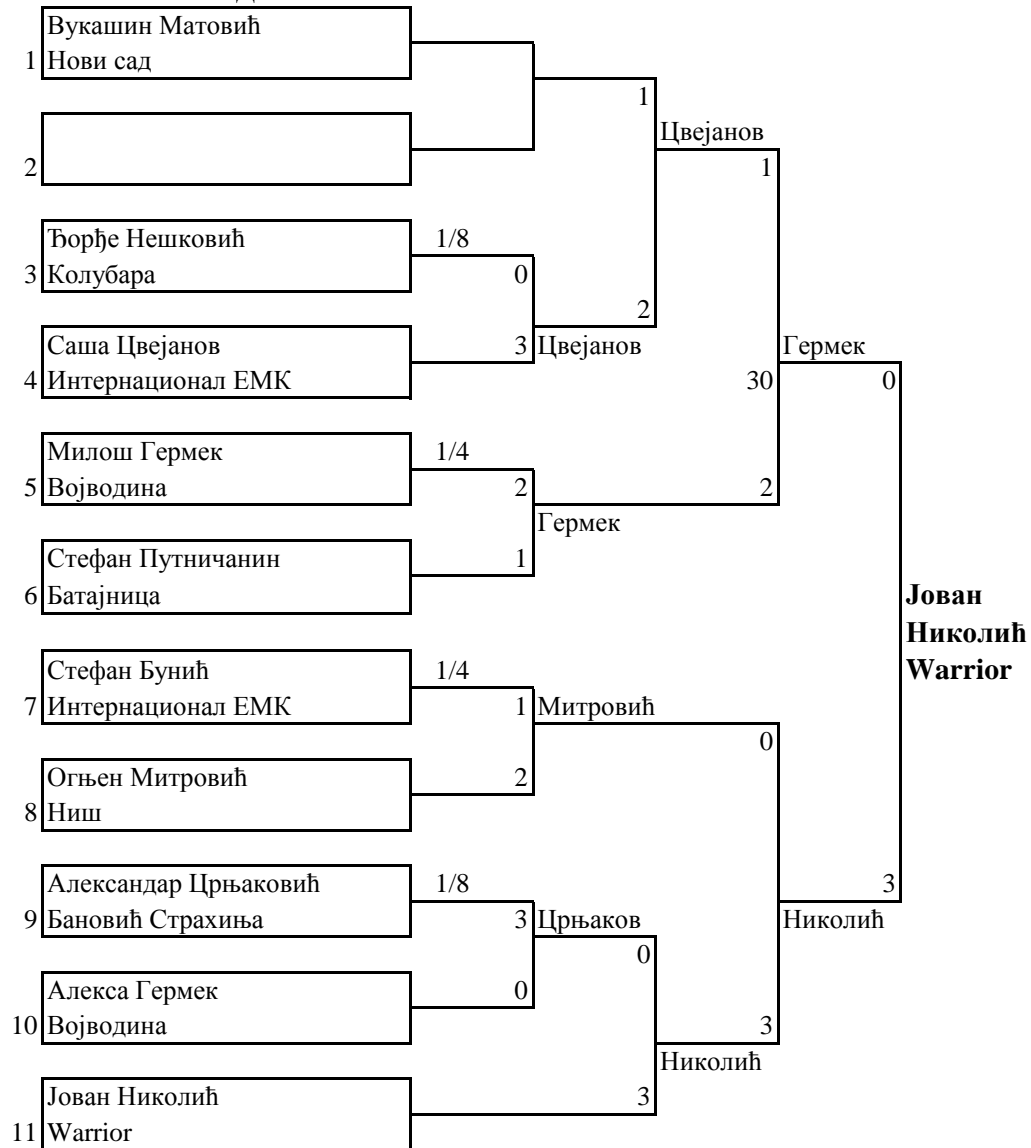 Вукашин Матовић
1 Нови сад
1
Цвејанов
2
1
Ђорђе Нешковић
1/8
3 Колубара
0
2
Саша Цвејанов
3 Цвејанов
Гермек
4 Интернационал ЕМК
30
0
Милош Гермек
1/4
5 Војводина
2
2
Гермек
Стефан Путничанин
1
6 Батајница
Јован
Николић
Warrior
Стефан Бунић
1/4
7 Интернационал ЕМК
1 Митровић
0
Огњен Митровић
2
8 Ниш
Александар Црњаковић
1/8
3
9 Бановић Страхиња
3 Црњаков
Николић
0
Алекса Гермек
0
10 Војводина
3
Николић
Јован Николић
3
11 Warrior